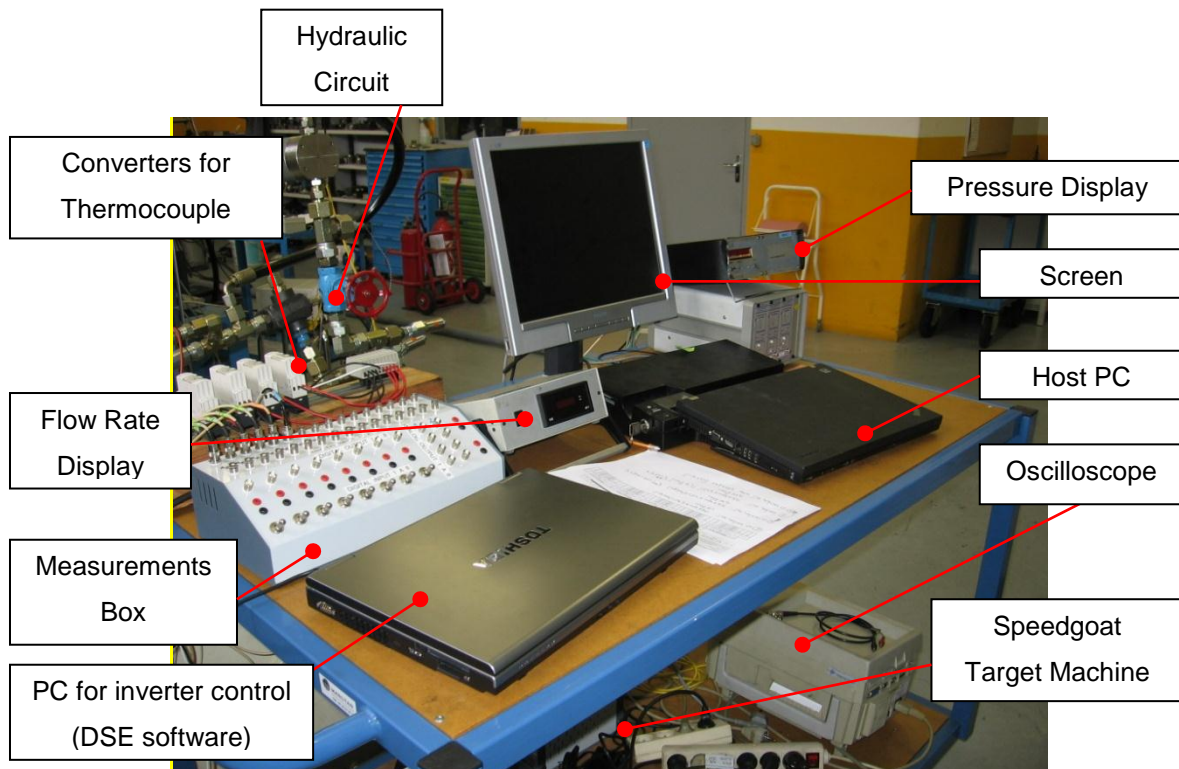 Hydraulic
Circuit
Converters for
Thermocouple
Pressure Display
Screen
Host PC
Flow Rate
Display
Oscilloscope
Measurements
Box
Speedgoat
Target Machine
PC for inverter control
(DSE software)
TOSHIBA